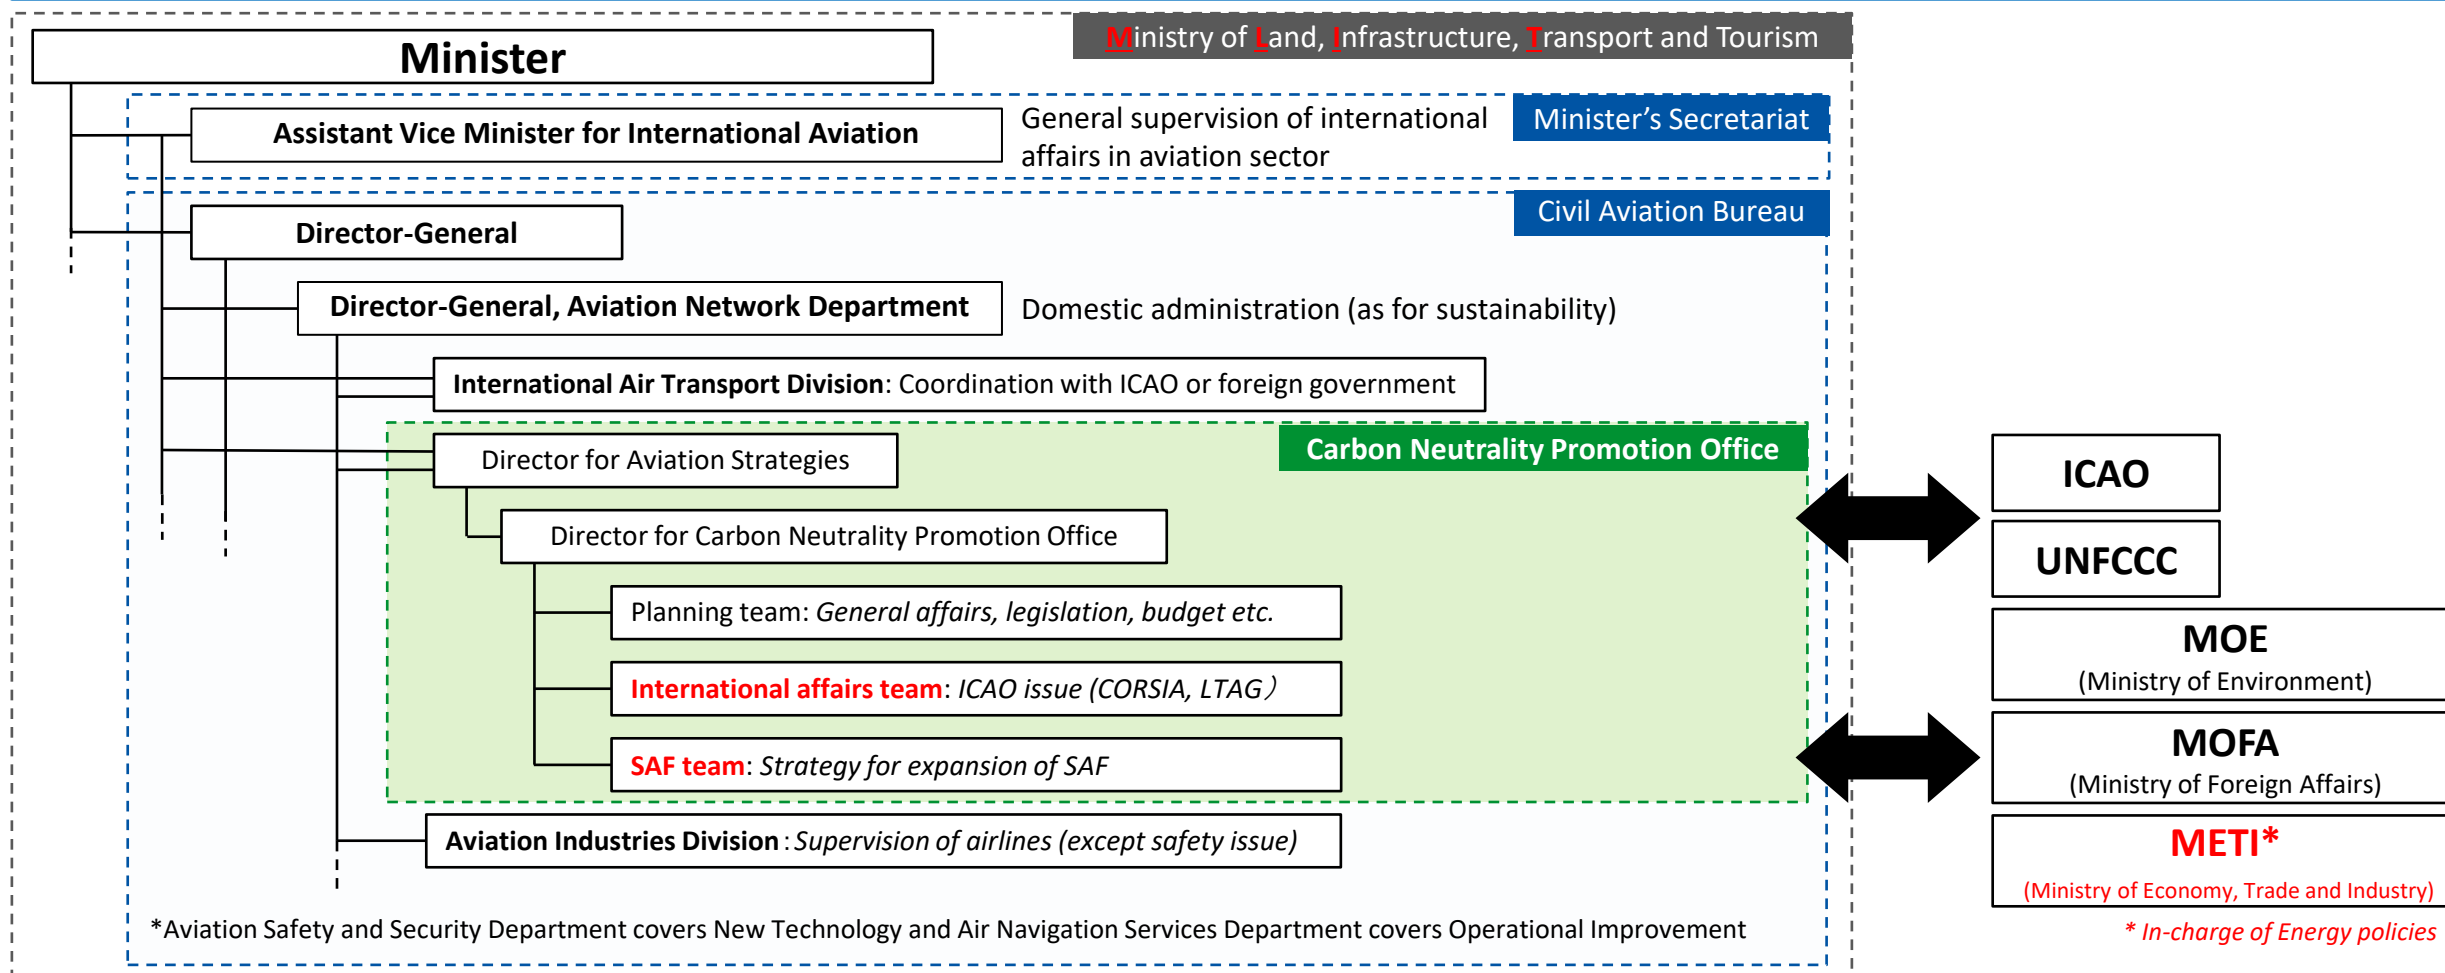 Ministry of Land, Infrastructure, Transport and Tourism
Minister
Assistant Vice Minister for International Aviation
General supervision of international
affairs in aviation sector
Minister’s Secretariat
Civil Aviation Bureau
Director-General
Director-General, Aviation Network Department
Domestic administration (as for sustainability)
International Air Transport Division: Coordination with ICAO or foreign government
Carbon Neutrality Promotion Office
Director for Aviation Strategies
Director for Carbon Neutrality Promotion Office
Planning team: General affairs, legislation, budget etc.
International affairs team: ICAO issue (CORSIA, LTAG）
SAF team: Strategy for expansion of SAF
Aviation Industries Division : Supervision of airlines (except safety issue)
*Aviation Safety and Security Department covers New Technology and Air Navigation Services Department covers Operational Improvement
ICAO
UNFCCC
MOE
(Ministry of Environment)
MOFA
(Ministry of Foreign Affairs)
METI*
(Ministry of Economy, Trade and Industry)
* In-charge of Energy policies